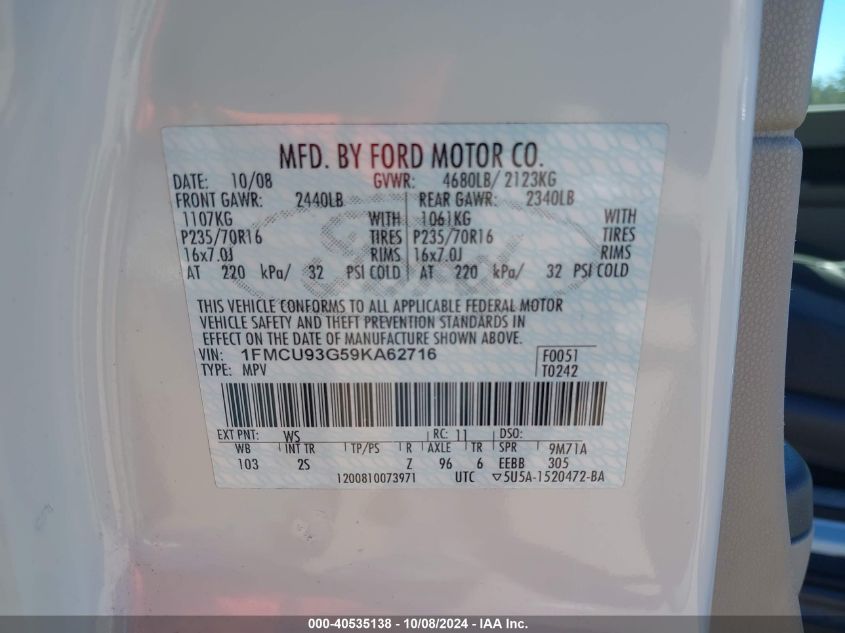 MFD. BY FORD MOTOR CO.
DATE: 10/08 GVWR: 4680LB/ 2123KG
FRONT GAWR: 2440LB REAR GAWR: 2340LB
1107KG WITH 1061KG WITH
P235/70R16 TIRES P235/70R16 TIRES
16x7.0J RIMS 16x7.0J RIMS
AT 220 kPa/ 32 PSI COLD AT 220 kPa/ 32 PSI COLD
THIS VEHICLE CONFORMS TO ALL APPLICABLE FEDERAL MOTOR
VEHICLE SAFETY AND THEFT PREVENTION STANDARDS IN
EFFECT ON THE DATE OF MANUFACTURE SHOWN ABOVE.
VIN: 1FMCU93G59KA62716 F0051
TYPE: MPV T0242
EXT PNT: WS RC: 11 DSO:
WB INT TR TP/PS R AXLE TR SPR 9M71A
103 2S Z 96 6 EEBB 305
1200810073971 UTC ▽5U5A-1520472-BA
000-40535138 - 10/08/2024 - IAA Inc.